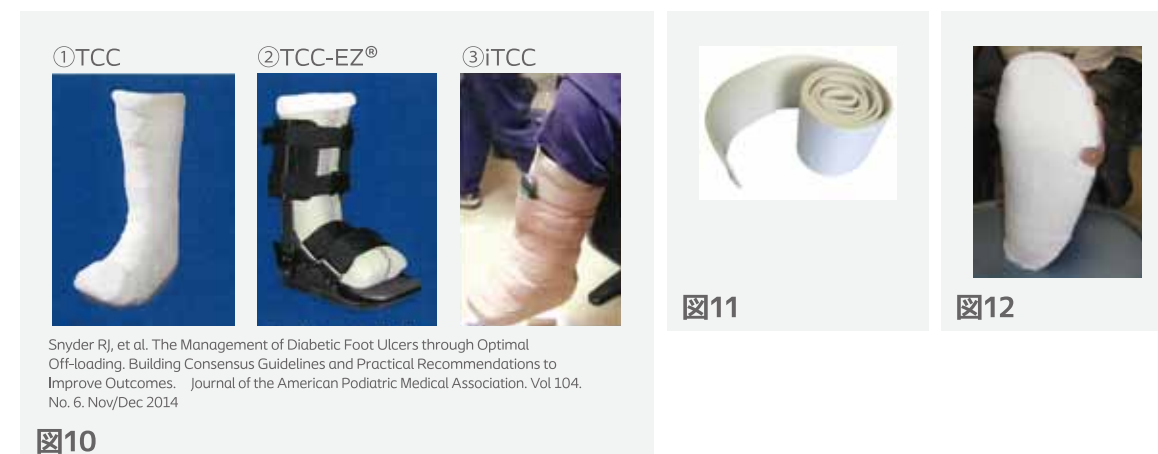 ①TCC
②TCC-EZ®
③iTCC
Snyder RJ, et al. The Management of Diabetic Foot Ulcers through Optimal
Off-loading. Building Consensus Guidelines and Practical Recommendations to
Improve Outcomes. Journal of the American Podiatric Medical Association. Vol 104.
No. 6. Nov/Dec 2014
図10
図11
図12